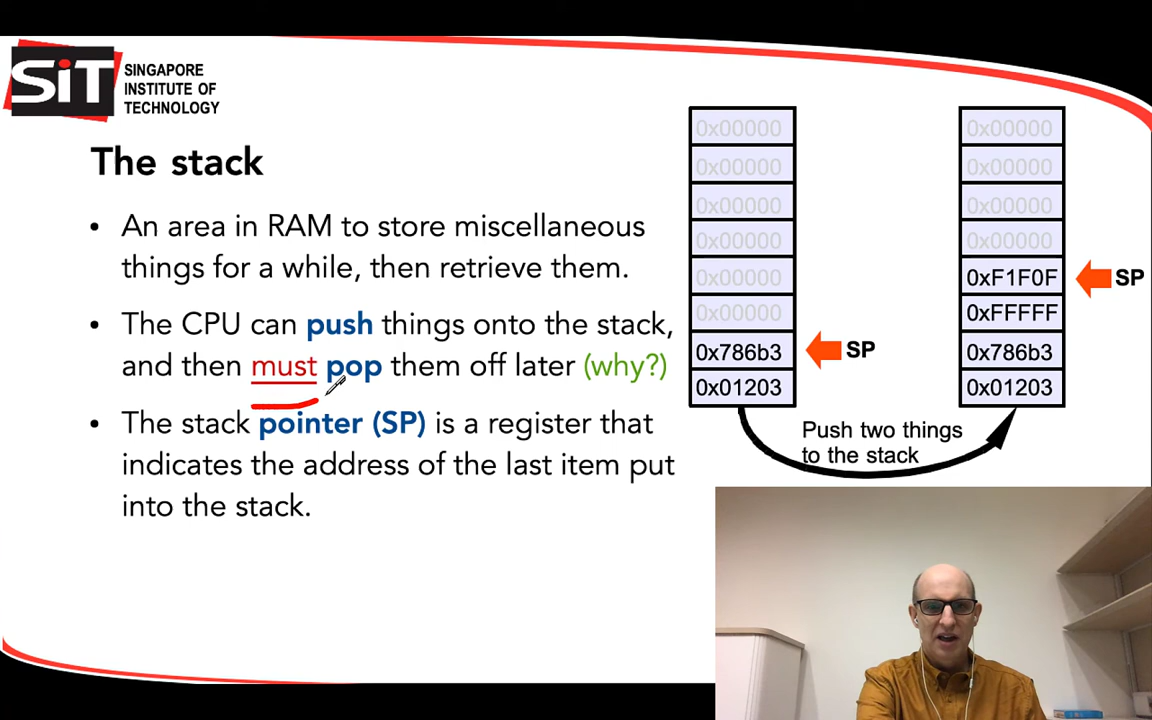 SiT
SINGAPORE
INSTITUTE OF
TECHNOLOGY
The stack
• An area in RAM to store miscellaneous
things for a while, then retrieve them.
• The CPU can push things onto the stack,
and then must pop them off later (why?)
• The stack pointer (SP) is a register that
indicates the address of the last item put
into the stack.
0x00000
0x00000
0x00000
0x00000
0x00000
0x00000
0x786b3
0x01203
SP
0x00000
0x00000
0x00000
0x00000
0xF1F0F
0xFFFFF
0x786b3
0x01203
SP
Push two things
to the stack